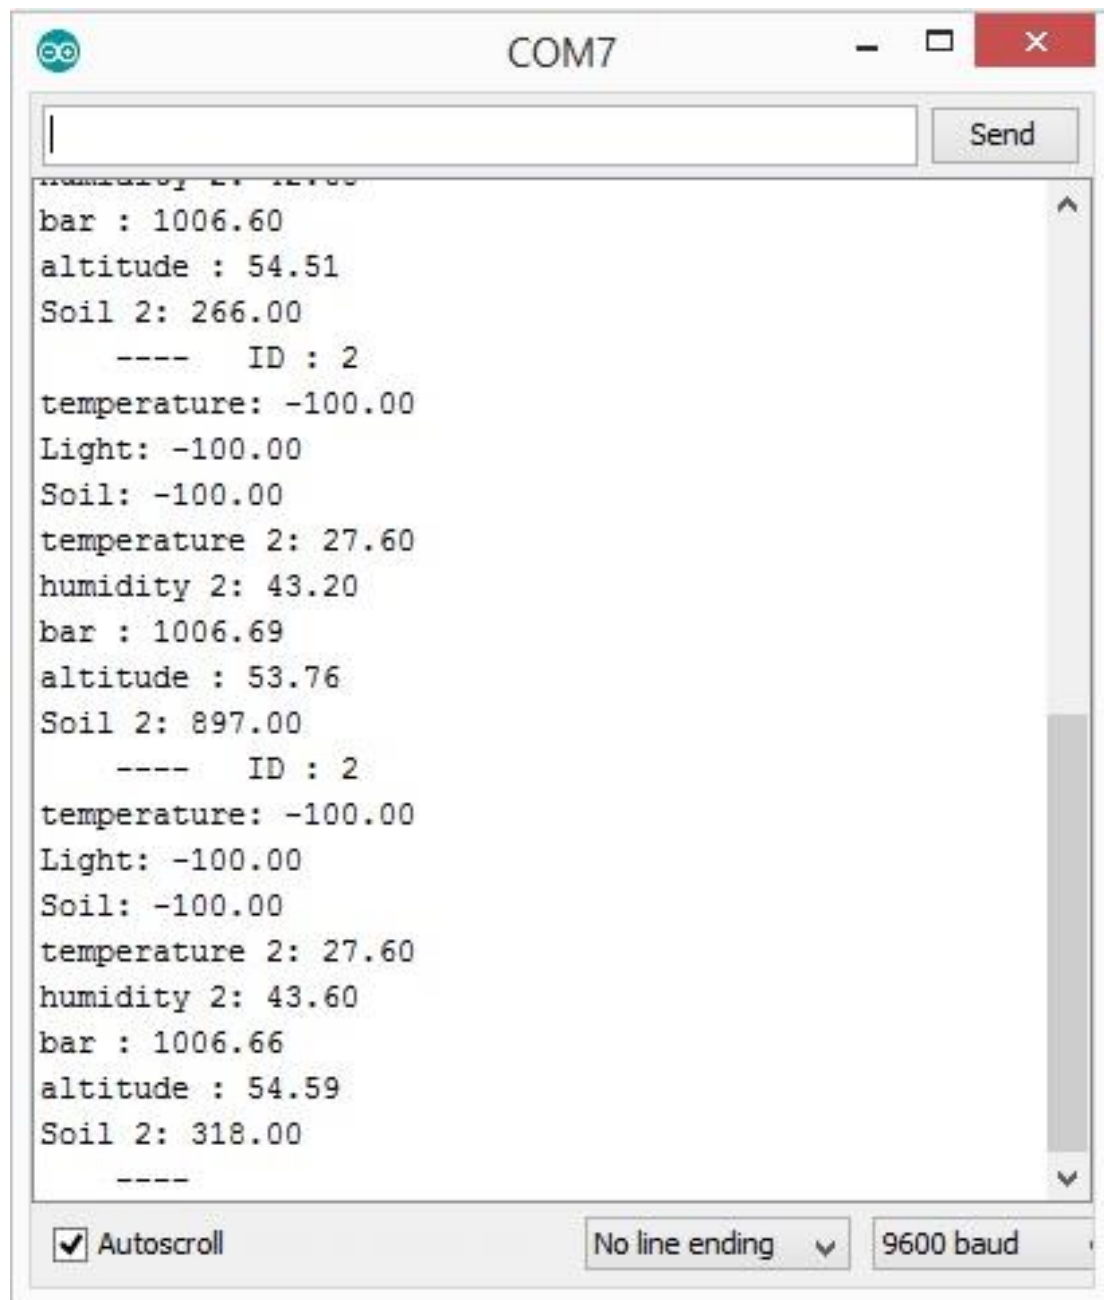 COM7
Send
bar : 1006.60
altitude : 54.51
Soil 2: 266.00
---- ID : 2
temperature: -100.00
Light: -100.00
Soil: -100.00
temperature 2: 27.60
humidity 2: 43.20
bar : 1006.69
altitude : 53.76
Soil 2: 897.00
---- ID : 2
temperature: -100.00
Light: -100.00
Soil: -100.00
temperature 2: 27.60
humidity 2: 43.60
bar : 1006.66
altitude : 54.59
Soil 2: 318.00
----
Autoscroll
No line ending
9600 baud